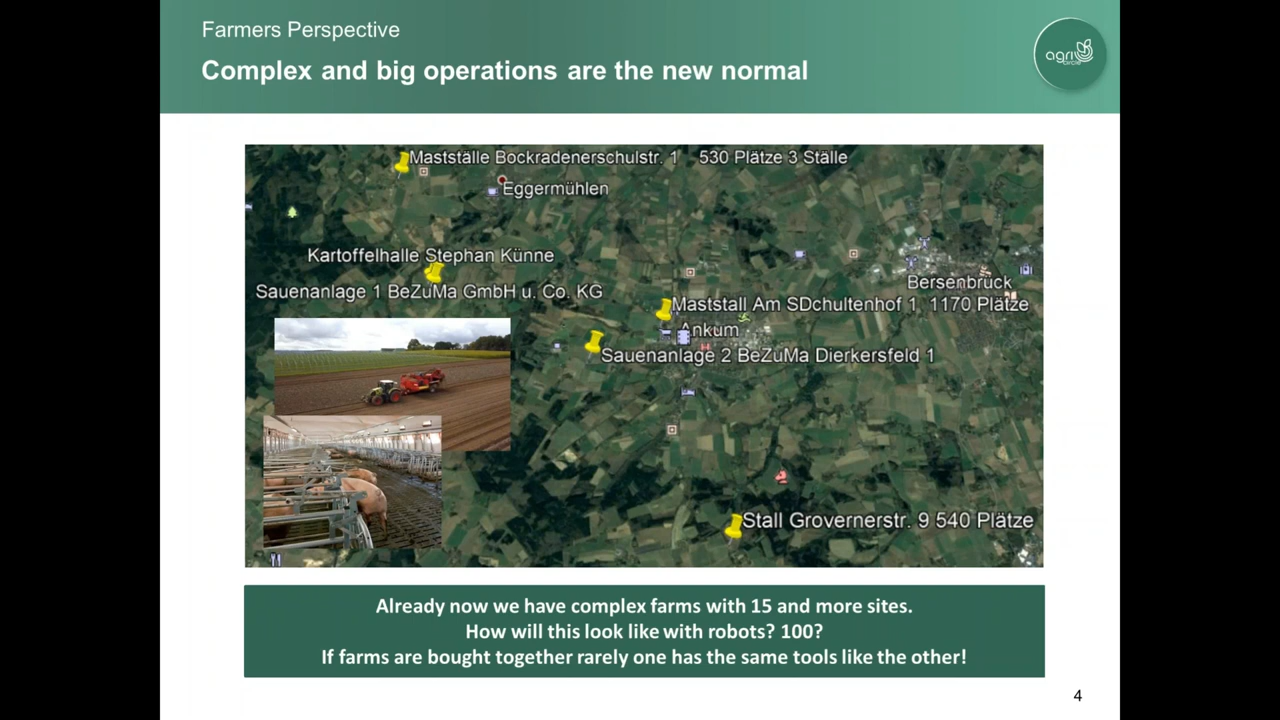 Farmers Perspective
Complex and big operations are the new normal
agri
circle
Mastställe Bockradenerschulstr. 1 530 Plätze 3 Ställe
Eggermühlen
Kartoffelhalle Stephan Künne
Sauenanlage 1 BeZuMa GmbH u. Co. KG
Bersenbrück
Maststall Am SDchultenhof 1 1170 Plätze
Ankum
Sauenanlage 2 BeZuMa Dierkersfeld 1
Stall Grovernerstr. 9 540 Plätze
Already now we have complex farms with 15 and more sites.
How will this look like with robots? 100?
If farms are bought together rarely one has the same tools like the other!
4